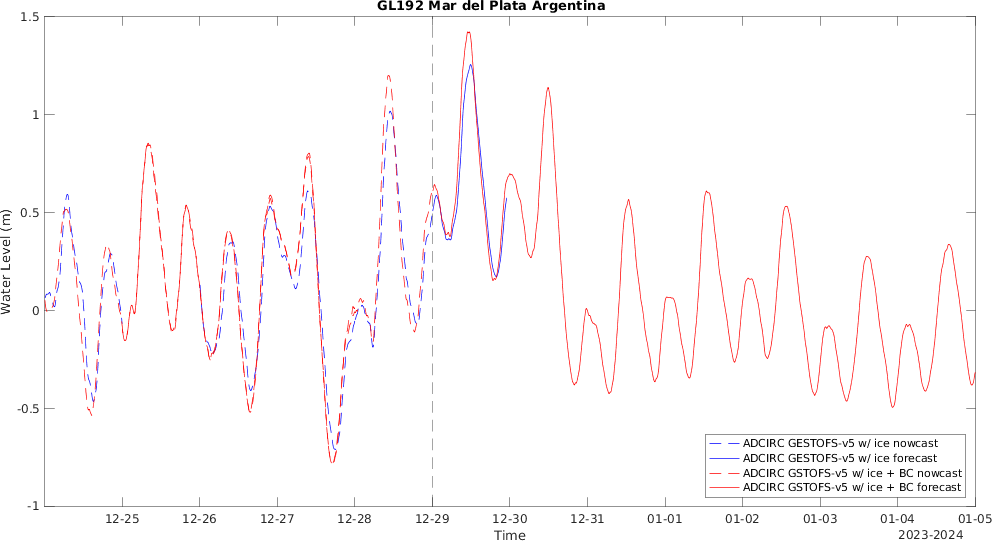 GL192 Mar del Plata Argentina
1.5
1
0.5
0
-0.5
-1
Water Level (m)
12-25 12-26 12-27 12-28 12-29 12-30 12-31 01-01 01-02 01-03 01-04 01-05
Time
2023-2024
ADCIRC GESTOFS-v5 w/ ice nowcast
ADCIRC GESTOFS-v5 w/ ice forecast
ADCIRC GSTOFS-v5 w/ ice + BC nowcast
ADCIRC GSTOFS-v5 w/ ice + BC forecast